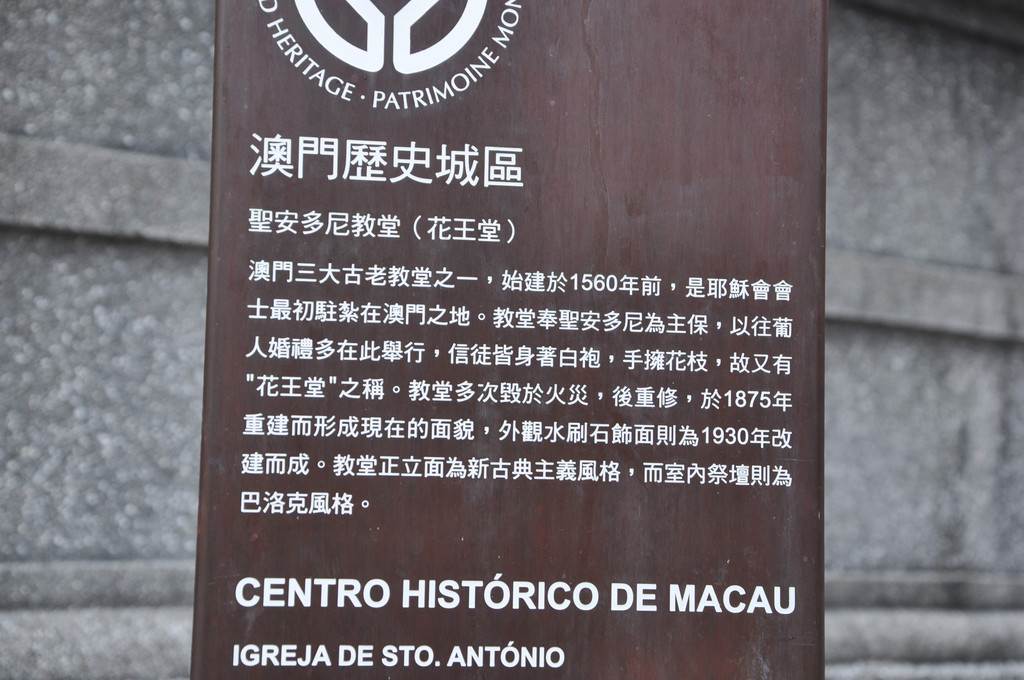 D HERITAGE · PATRIMOINE MON
澳門歷史城區
聖安多尼教堂（花王堂）
澳門三大古老教堂之一，始建於1560年前，是耶穌會會
士最初駐紮在澳門之地。教堂奉聖安多尼為主保，以往葡
人婚禮多在此舉行，信徒皆身著白袍，手擁花枝，故又有
"花王堂"之稱。教堂多次毀於火災，後重修，於1875年
重建而形成現在的面貌，外觀水刷石飾面則為1930年改
建而成。教堂正立面為新古典主義風格，而室內祭壇則為
巴洛克風格。
CENTRO HISTÓRICO DE MACAU
IGREJA DE STO. ANTÓNIO